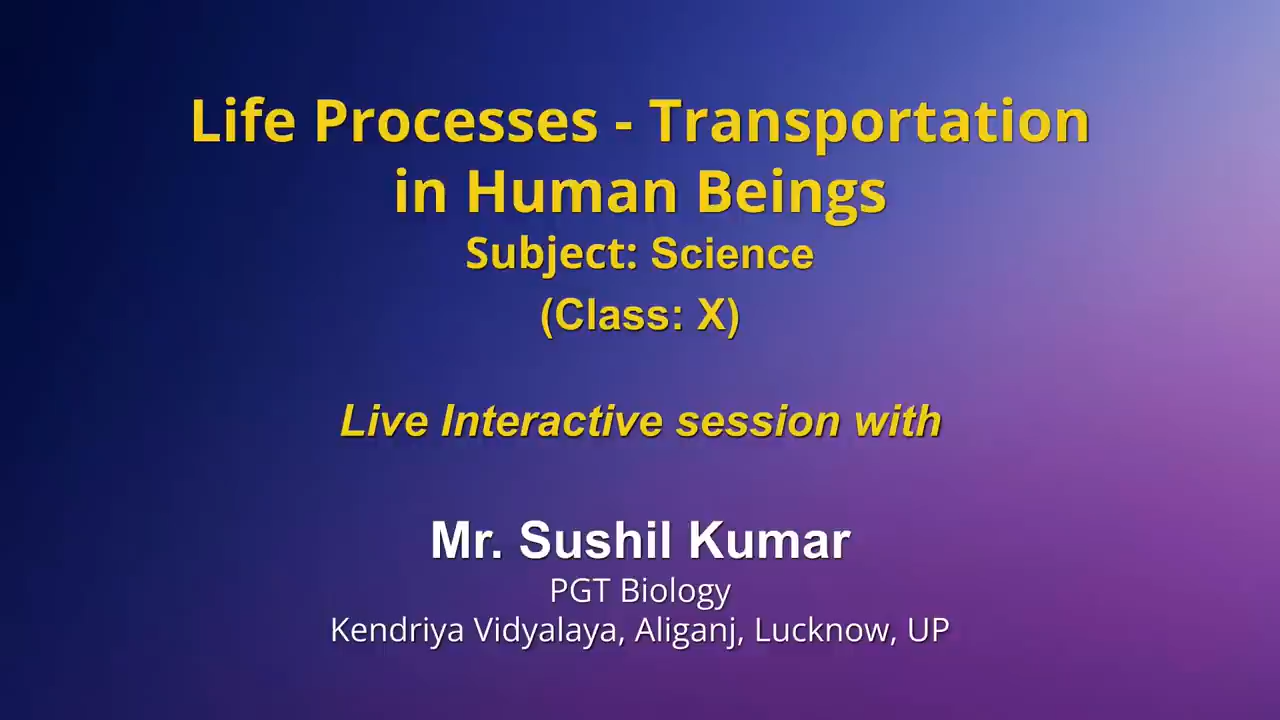 Life Processes - Transportation
in Human Beings
Subject: Science
(Class: X)
Live Interactive session with
Mr. Sushil Kumar
PGT Biology
Kendriya Vidyalaya, Aliganj, Lucknow, UP